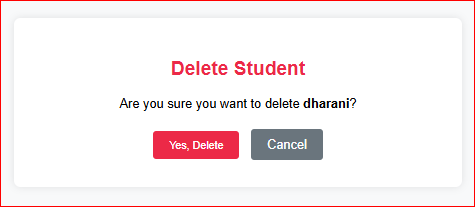 Delete Student
Are you sure you want to delete dharani?
Yes, Delete
Cancel